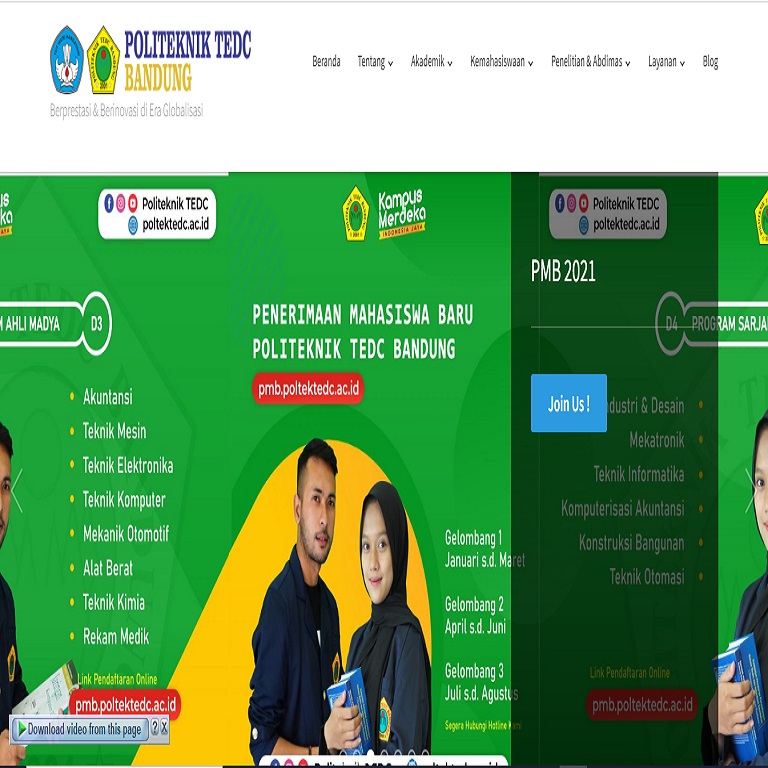 POLITEKNIK TEDC
BANDUNG
Berprestasi & Berinovasi di Era Globalisasi
Beranda
Tentang
Akademik
Kemahasiswaan
Penelitian & Abdimas
Layanan
Blog
Politeknik TEDC
poltektedc.ac.id
AHLI MADYA
D3
Akuntansi
Teknik Mesin
Teknik Elektronika
Teknik Komputer
Mekanik Otomotif
Alat Berat
Teknik Kimia
Rekam Medik
Link Pendaftaran Online
pmb.poltektedc.ac.id
Download video from this page
? X
Kampus
Merdeka
INDONESIA JAYA
PENERIMAAN MAHASISWA BARU
POLITEKNIK TEDC BANDUNG
pmb.poltektedc.ac.id
Gelombang 1
Januari s.d. Maret
Gelombang 2
April s.d. Juni
Gelombang 3
Juli s.d. Agustus
Segera Hubungi Hotline Kami
Politeknik TEDC
poltektedc.ac.id
PMB 2021
Join Us !
D4
PROGRAM
Industri & Desain
Mekatronik
Teknik Informatika
Komputerisasi Akuntansi
Konstruksi Bangunan
Teknik Otomasi
Link Pendaftaran Online
pmb.poltektedc.ac.id